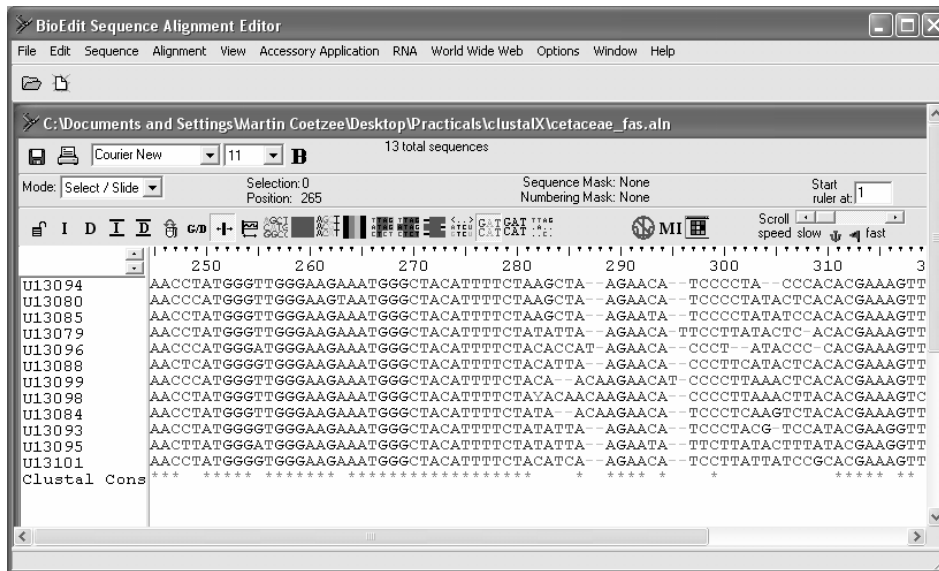 BioEdit Sequence Alignment Editor
File Edit Sequence Alignment View Accessory Application RNA World Wide Web Options Window Help
C:\Documents and Settings\Martin Coetzee\Desktop\Practicals\clustalX\cetaceae_fas.aln
Courier New 11 B 13 total sequences
Mode: Select / Slide Selection: 0 Sequence Mask: None Start
Position: 265 Numbering Mask: None ruler at: 1
I D I D G/D GAT GAT MI Scroll
speed slow fast
250 260 270 280 290 300 310 3
U13094 AACCTATGGGTTGGGAAGAAATGGGCTACATTTTCTAAGCTA--AGAACA--TCCCCTA--CCCACACGAAAGTT
U13080 AACCCATGGGTTGGGAAGTAATGGGCTACATTTTCTAAGCTA--AGAACA--TCCCCTATACTCACACGAAAGTT
U13085 AACCTATGGGTTGGGAAGAAATGGGCTACATTTTCTAAGCTA--AGAATA--TCCCCTATATCCACACGAAAGTT
U13079 AACCTATGGGTTGGGAAGAAATGGGCTACATTTTCTATATTA--AGAACA-TTCCTTATACTC-ACACGAAAGTT
U13096 AACCCATGGGATGGGAAGAAATGGGCTACATTTTCTACACCAT-AGAACA--CCCT--ATACCC-CACGAAAGTT
U13088 AACTCATGGGTTGGGAAGAAATGGGCTACATTTTCTACATTA--AGAACA--CCCTTCATACTCACACGAAAGTT
U13099 AACCCATGGGTTGGGAAGAAATGGGCTACATTTTCTACA--ACAAGAACAT-CCCCTTAAACTCACACGAAAGTT
U13098 AACCTATGGGTTGGGAAGAAATGGGCTACATTTTCTAYACAACAAGAACA--CCCCTTAAACTTACACGAAAGTC
U13084 AACCTATGGGTTGGGAAGAAATGGGCTACATTTTCTATA--ACAAGAACA--TCCCTCAAGTCTACACGAAAGTT
U13093 AACCTATGGGGTGGGAAGAAATGGGCTACATTTTCTATATTA--AGAACA--TCCCTACG-TCCATACGAAGGTT
U13095 AACTTATGGGATGGGAAGAAATGGGCTACATTTTCTATATTA--AGAATA--TTCTTATACTTTATACGAAGGTT
U13101 AACCTATGGGGTGGGAAGAAATGGGCTACATTTTCTACATCA--AGAACA--TCCTTATTATCCGCACGAAAGTT
Clustal Cons